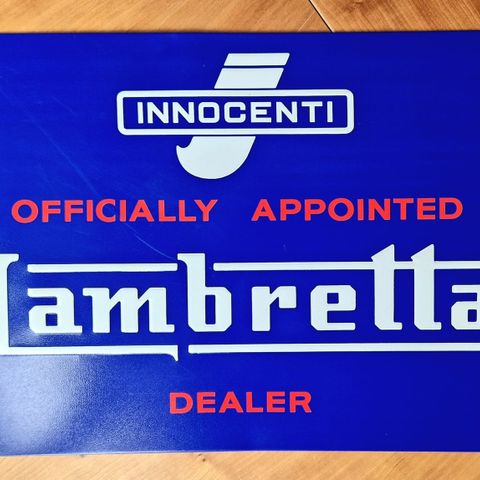 INNOCENTI
OFFICIALLY APPOINTED
Lambretta
DEALER